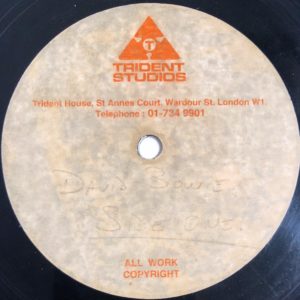 T
TRIDENT
STUDIOS
Trident House, St Annes Court, Wardour St. London W1.
Telephone : 01-734 9901
DAVID BOWIE.
SIDE ONE.
ALL WORK
COPYRIGHT